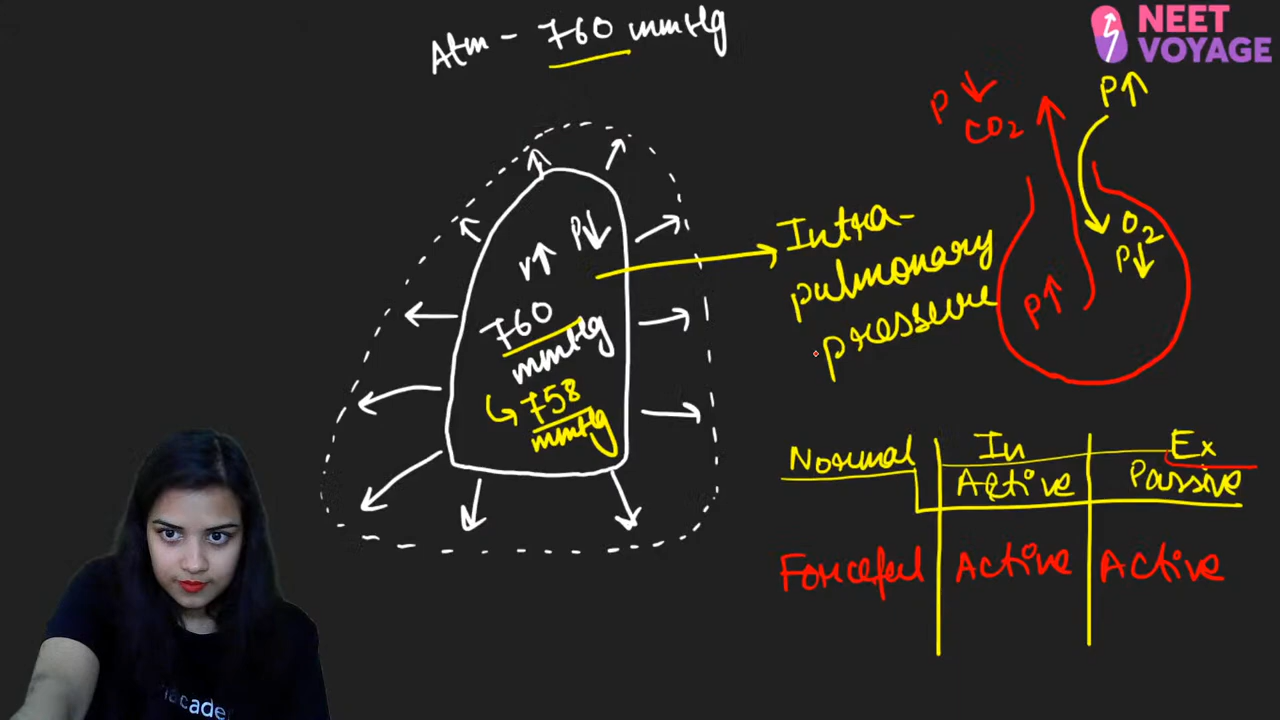 Atm - 760 mmHg
NEET
VOYAGE
P↓
CO2
P↑
O2
P↓
P↑
v↑ P↓
760
mmHg
↳ 758
mmHg
Intra-
pulmonary
pressure
Normal In Ex
Active Passive
Forceful Active Active
nacade